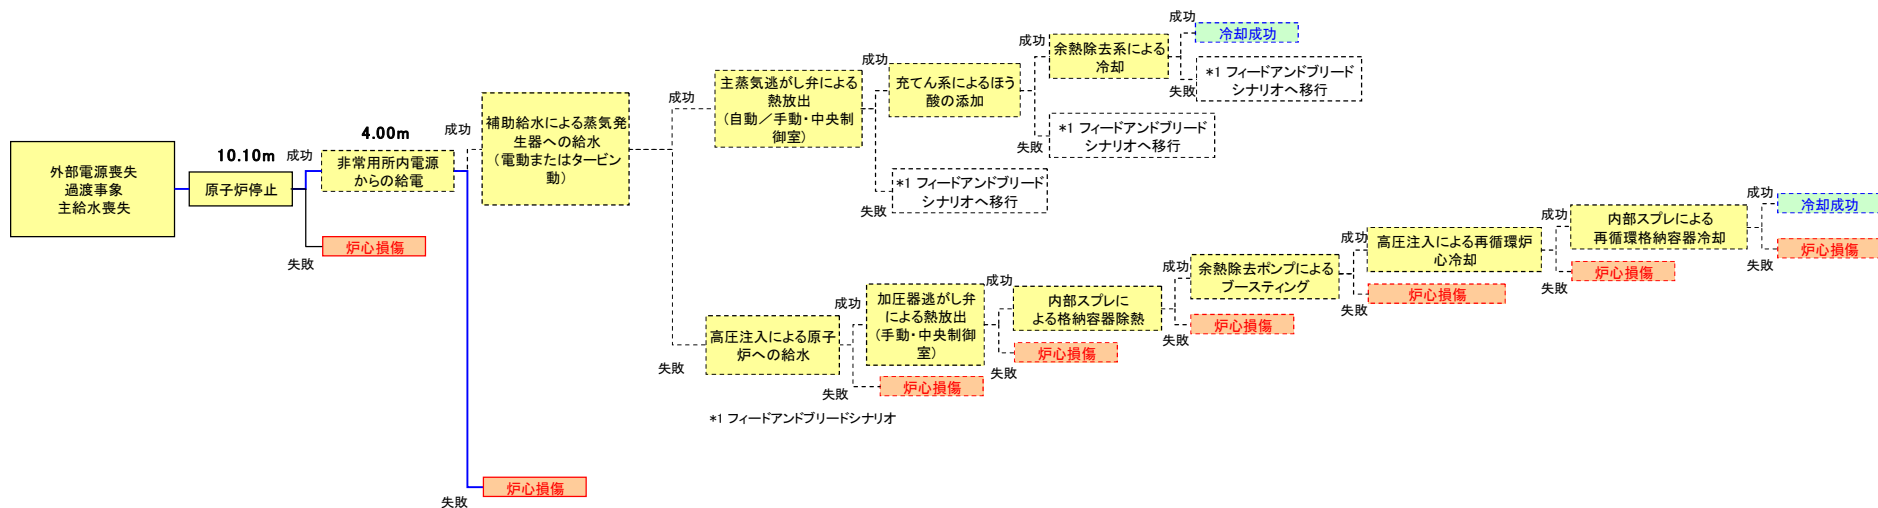 外部電源喪失
過渡事象
主給水喪失
10.10m
原子炉停止
成功
失敗
炉心損傷
4.00m
非常用所内電源
からの給電
成功
失敗
炉心損傷
補助給水による蒸気発
生器への給水
（電動またはタービン
動）
成功
失敗
主蒸気逃がし弁による
熱放出
（自動／手動・中央制
御室）
成功
失敗
*1 フィードアンドブリード
シナリオへ移行
充てん系によるほう
酸の添加
成功
失敗
*1 フィードアンドブリード
シナリオへ移行
余熱除去系による
冷却
成功
冷却成功
失敗
*1 フィードアンドブリード
シナリオへ移行
高圧注入による原子
炉への給水
成功
失敗
炉心損傷
*1 フィードアンドブリードシナリオ
加圧器逃がし弁
による熱放出
（手動・中央制御
室）
成功
失敗
炉心損傷
内部スプレに
よる格納容器除熱
成功
失敗
炉心損傷
余熱除去ポンプによる
ブースティング
成功
失敗
炉心損傷
高圧注入による再循環炉
心冷却
成功
失敗
炉心損傷
内部スプレによる
再循環格納容器冷却
成功
冷却成功
失敗
炉心損傷